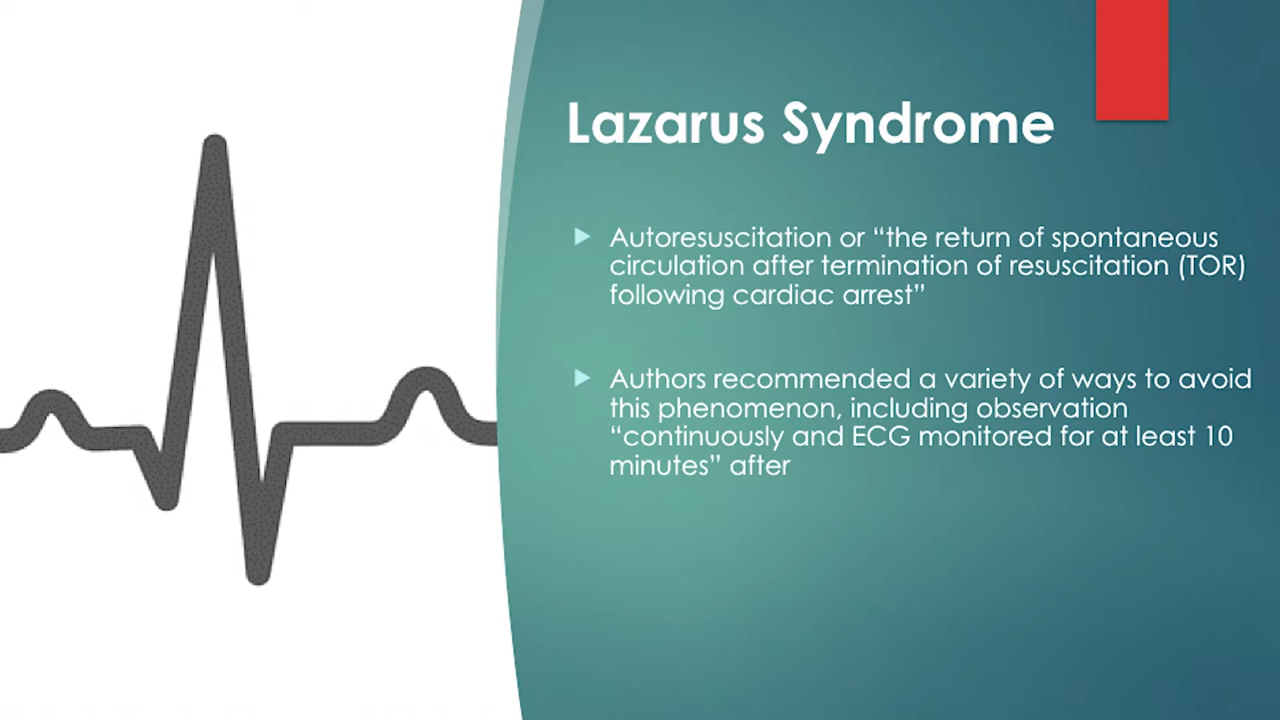 Lazarus Syndrome
Autoresuscitation or “the return of spontaneous
circulation after termination of resuscitation (TOR)
following cardiac arrest”
Authors recommended a variety of ways to avoid
this phenomenon, including observation
“continuously and ECG monitored for at least 10
minutes” after